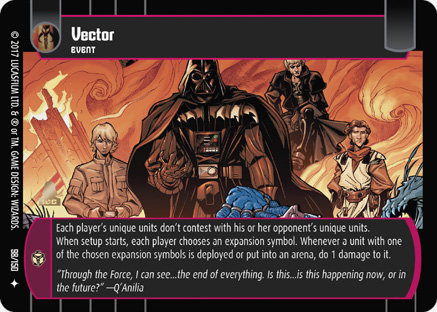 Vector
EVENT
Each player's unique units don't contest with his or her opponent's unique units.
When setup starts, each player chooses an expansion symbol. Whenever a unit with one
of the chosen expansion symbols is deployed or put into an arena, do 1 damage to it.
"Through the Force, I can see...the end of everything. Is this...is this happening now, or in
the future?" —Q'Anilia
© 2017 LUCASFILM LTD. & ® or TM. GAME DESIGN: WIZARDS.
/150